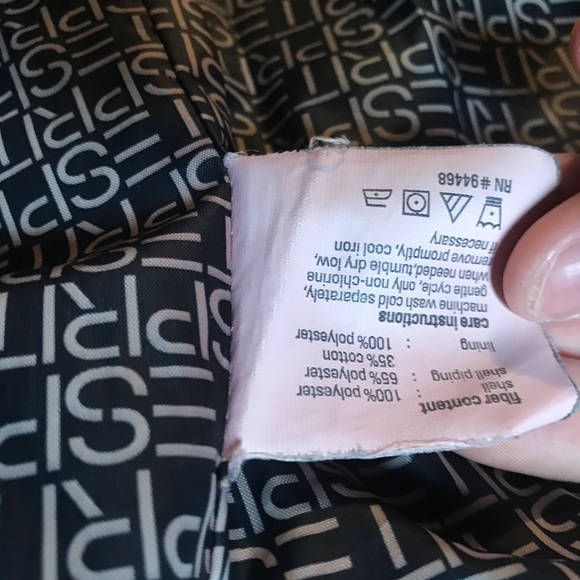 fiber content
shell : 100% polyester
shell piping : 65% polyester
35% cotton
lining : 100% polyester
care instructions
machine wash cold separately,
gentle cycle, only non-chlorine
when needed,tumble dry low,
remove promptly, cool iron
if necessary
RN # 94468